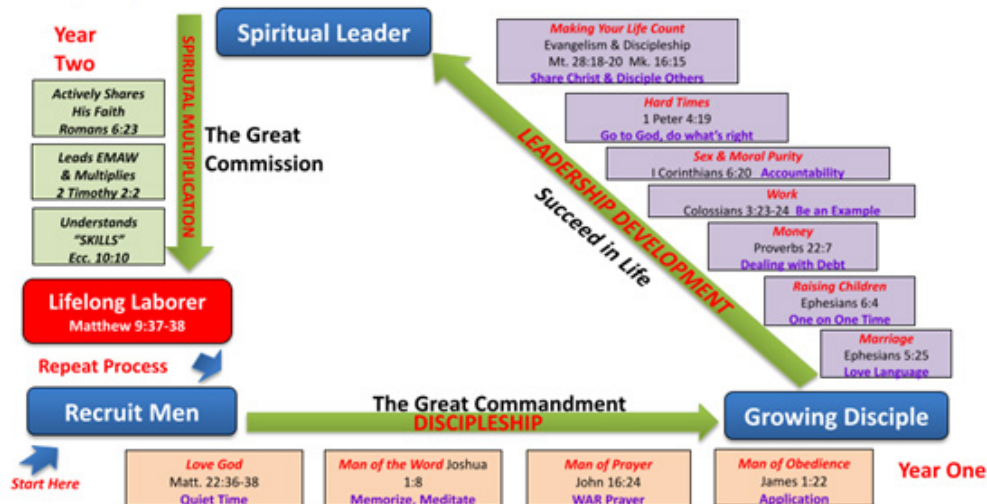 Year
Two
Spiritual Leader
SPIRIUTAL MULTIPLICATION
The Great
Commission
Actively Shares
His Faith
Romans 6:23
Leads EMAW
& Multiplies
2 Timothy 2:2
Understands
"SKILLS"
Ecc. 10:10
Lifelong Laborer
Matthew 9:37-38
Repeat Process
Recruit Men
Start Here
The Great Commandment
DISCIPLESHIP
Growing Disciple
Year One
Love God
Matt. 22:36-38
Quiet Time
Man of the Word Joshua
1:8
Memorize, Meditate
Man of Prayer
John 16:24
WAR Prayer
Man of Obedience
James 1:22
Application
LEADERSHIP DEVELOPMENT
Succeed in Life
Making Your Life Count
Evangelism & Discipleship
Mt. 28:18-20 Mk. 16:15
Share Christ & Disciple Others
Hard Times
1 Peter 4:19
Go to God, do what's right
Sex & Moral Purity
I Corinthians 6:20 Accountability
Work
Colossians 3:23-24 Be an Example
Money
Proverbs 22:7
Dealing with Debt
Raising Children
Ephesians 6:4
One on One Time
Marriage
Ephesians 5:25
Love Language